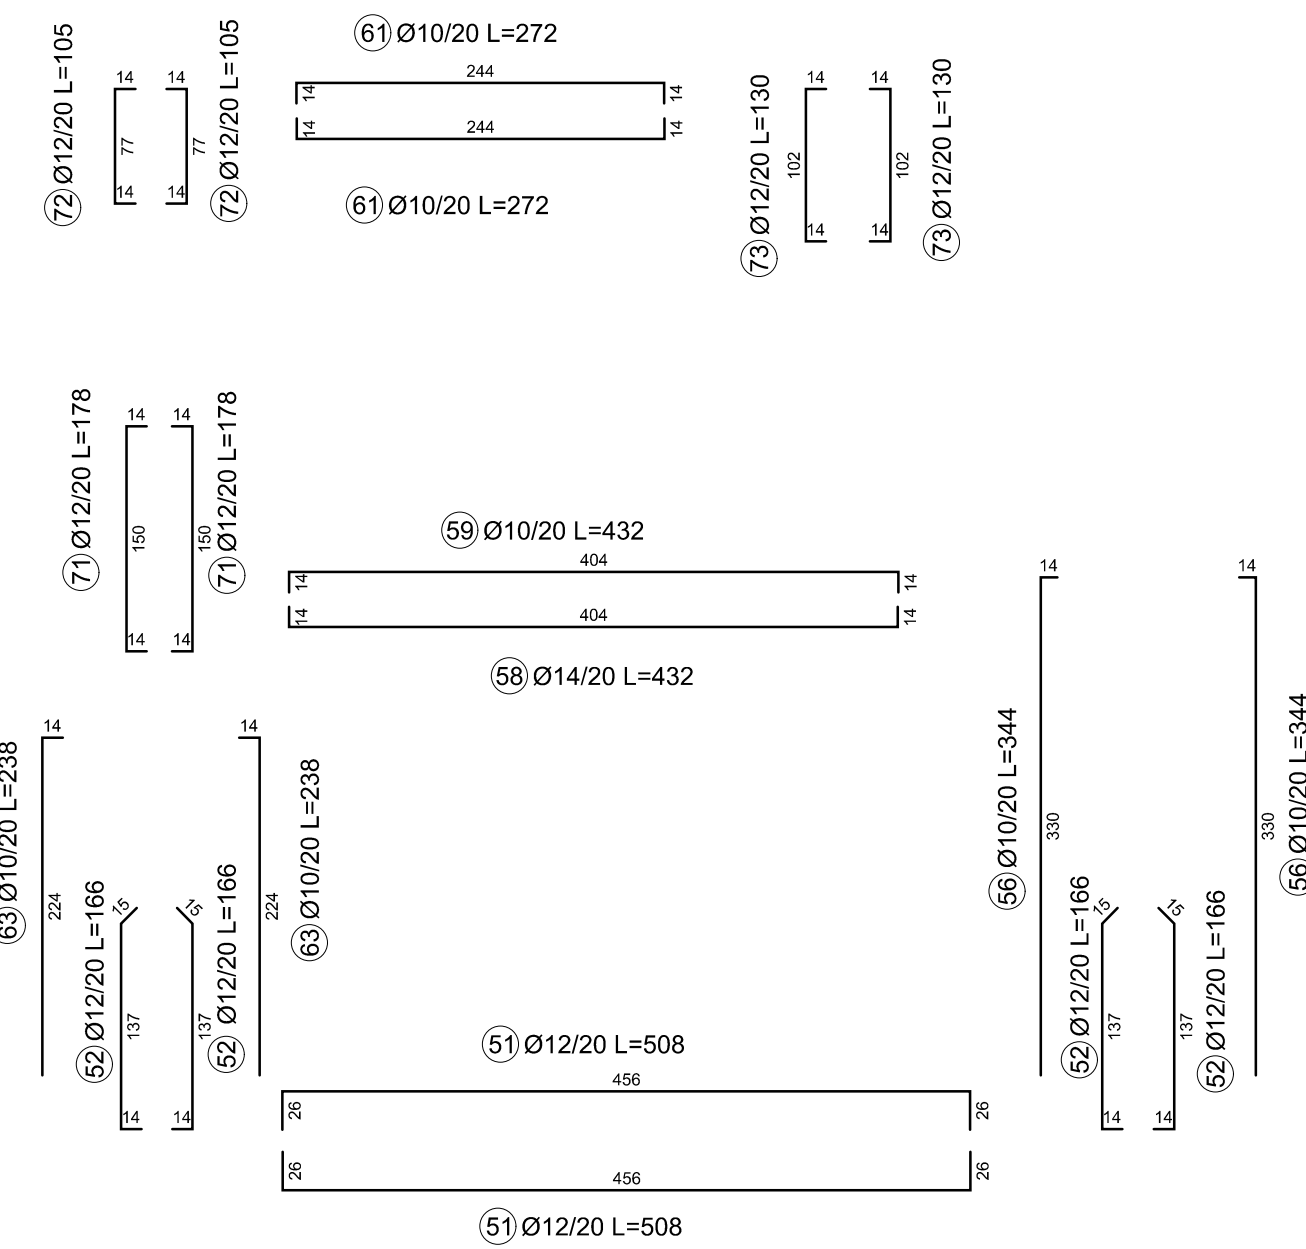 61 Ø10/20 L=272
244
14
14
14
14
244
61 Ø10/20 L=272
72 Ø12/20 L=105
14
77
14
14
77
14
72 Ø12/20 L=105
73 Ø12/20 L=130
14
102
14
14
102
14
73 Ø12/20 L=130
71 Ø12/20 L=178
14
150
14
14
150
14
71 Ø12/20 L=178
59 Ø10/20 L=432
404
14
14
14
14
404
58 Ø14/20 L=432
63 Ø10/20 L=238
14
224
14
224
63 Ø10/20 L=238
52 Ø12/20 L=166
15
137
14
15
137
14
52 Ø12/20 L=166
56 Ø10/20 L=344
14
330
14
330
56 Ø10/20 L=344
52 Ø12/20 L=166
15
137
14
15
137
14
52 Ø12/20 L=166
51 Ø12/20 L=508
456
26
26
26
26
456
51 Ø12/20 L=508